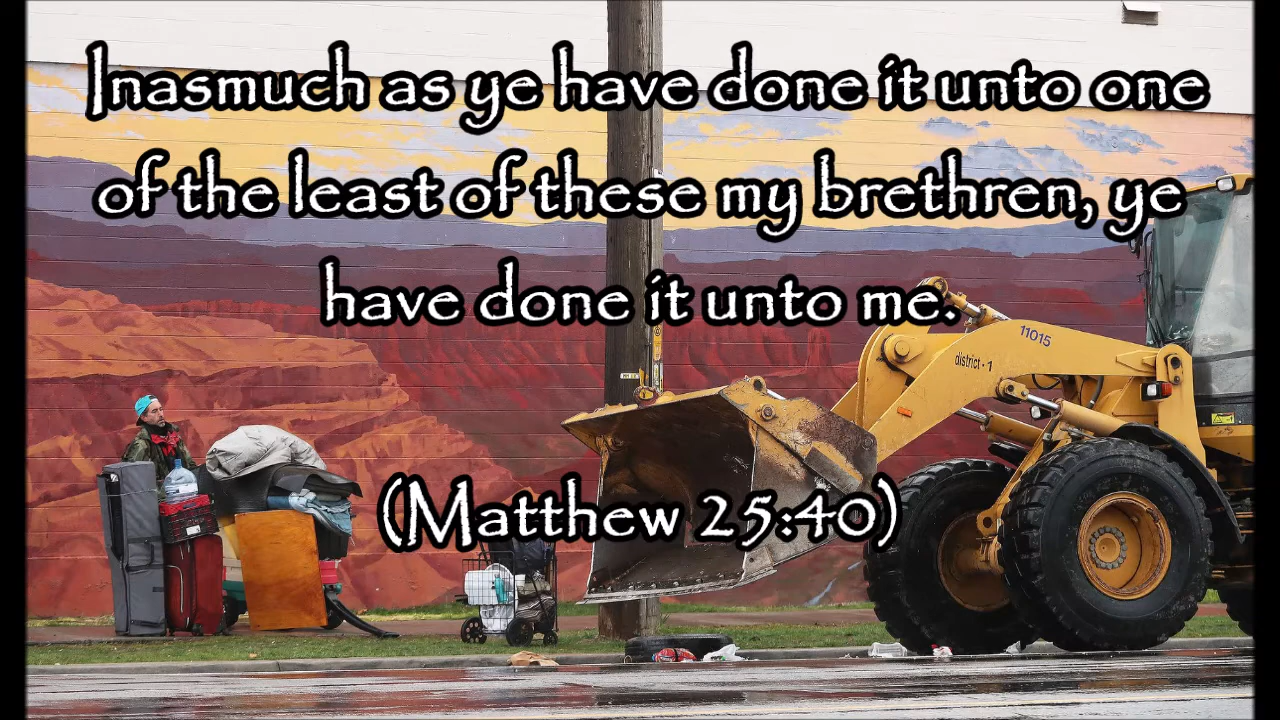 Inasmuch as ye have done it unto one
of the least of these my brethren, ye
have done it unto me.
11015
district - 1
(Matthew 25:40)